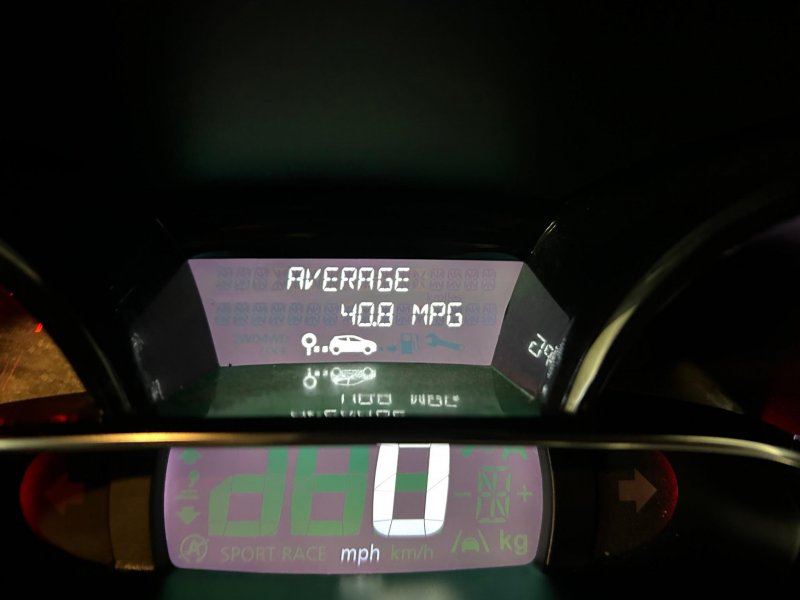 AVERAGE
40.8 MPG
0
SPORT RACE mph km/h kg